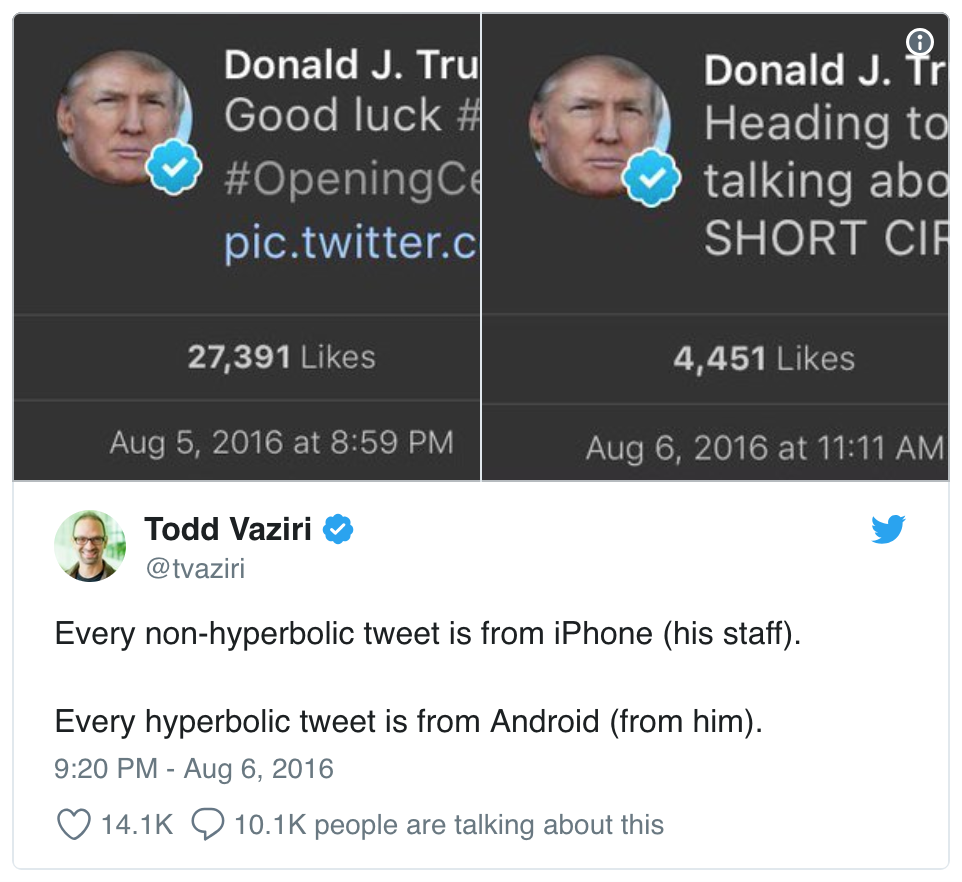 Donald J. Tru
Good luck #
#OpeningCe
pic.twitter.c
27,391 Likes
Aug 5, 2016 at 8:59 PM
Donald J. Tr
Heading to
talking abo
SHORT CIR
4,451 Likes
Aug 6, 2016 at 11:11 AM
Todd Vaziri
@tvaziri
Every non-hyperbolic tweet is from iPhone (his staff).
Every hyperbolic tweet is from Android (from him).
9:20 PM - Aug 6, 2016
14.1K 10.1K people are talking about this